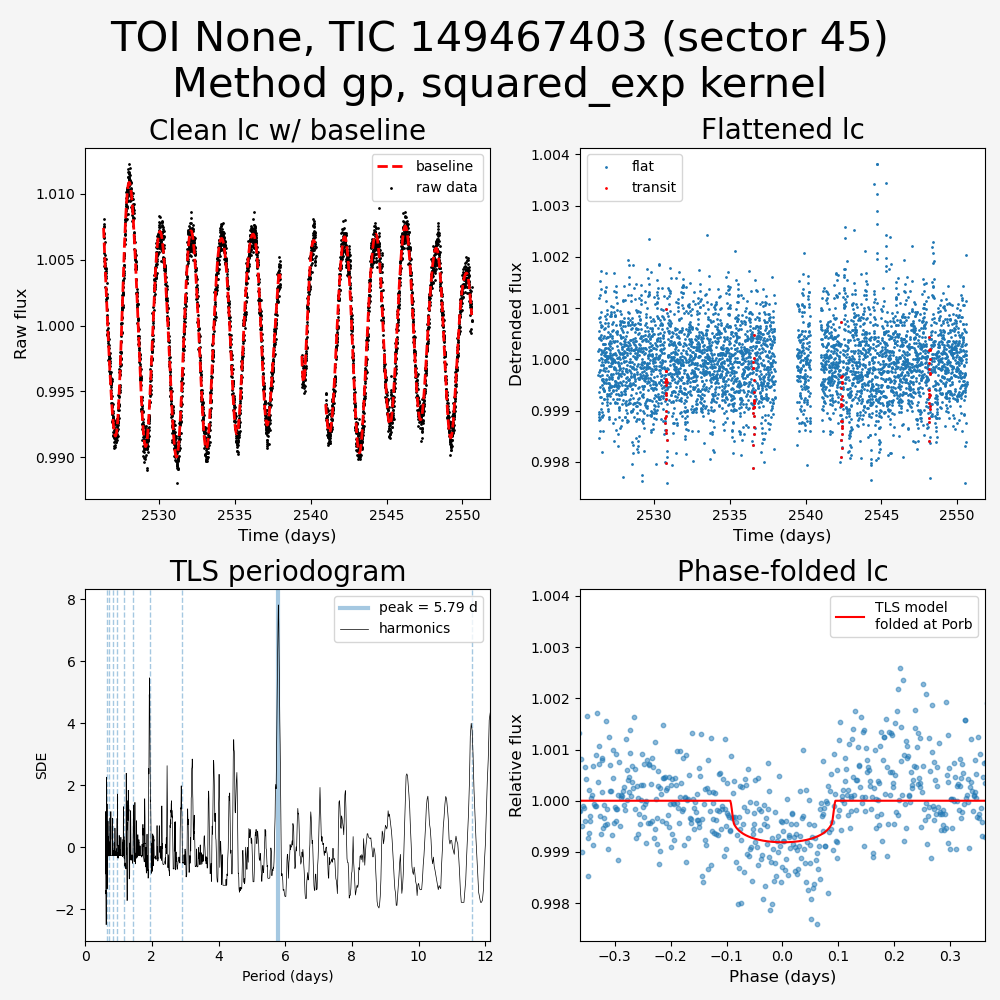 TOI None, TIC 149467403 (sector 45)
Method gp, squared_exp kernel
Clean lc w/ baseline
baseline
raw data
1.010
1.005
1.000
0.995
0.990
Raw flux
2530
2535
2540
2545
2550
Time (days)
Flattened lc
flat
transit
1.004
1.003
1.002
1.001
1.000
0.999
0.998
Detrended flux
2530
2535
2540
2545
2550
Time (days)
TLS periodogram
peak = 5.79 d
harmonics
8
6
4
2
0
−2
SDE
0
2
4
6
8
10
12
Period (days)
Phase-folded lc
TLS model
folded at Porb
1.004
1.003
1.002
1.001
1.000
0.999
0.998
Relative flux
−0.3
−0.2
−0.1
0.0
0.1
0.2
0.3
Phase (days)